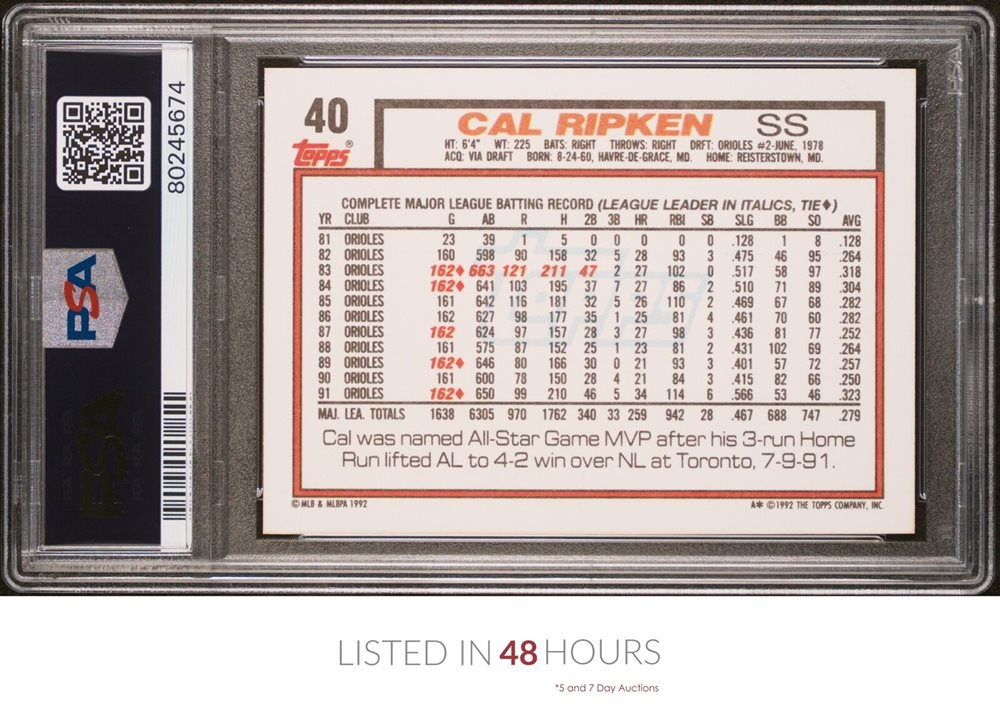 80245674
PSA
PSA
40
Topps®
CAL RIPKEN SS
HT: 6'4" WT: 225 BATS: RIGHT THROWS: RIGHT DRFT: ORIOLES #2-JUNE, 1978
ACQ: VIA DRAFT BORN: 8-24-60, HAVRE-DE-GRACE, MD. HOME: REISTERSTOWN, MD.
COMPLETE MAJOR LEAGUE BATTING RECORD (LEAGUE LEADER IN ITALICS, TIE♦)
YR CLUB G AB R H 2B 3B HR RBI SB SLG BB SO AVG
81 ORIOLES 23 39 1 5 0 0 0 0 0 .128 1 8 .128
82 ORIOLES 160 598 90 158 32 5 28 93 3 .475 46 95 .264
83 ORIOLES 162♦ 663 121 211 47 2 27 102 0 .517 58 97 .318
84 ORIOLES 162♦ 641 103 195 37 7 27 86 2 .510 71 89 .304
85 ORIOLES 161 642 116 181 32 5 26 110 2 .469 67 68 .282
86 ORIOLES 162 627 98 177 35 1 25 81 4 .461 70 60 .282
87 ORIOLES 162 624 97 157 28 3 27 98 3 .436 81 77 .252
88 ORIOLES 161 575 87 152 25 1 23 81 2 .431 102 69 .264
89 ORIOLES 162♦ 646 80 166 30 0 21 93 3 .401 57 72 .257
90 ORIOLES 161 600 78 150 28 4 21 84 3 .415 82 66 .250
91 ORIOLES 162♦ 650 99 210 46 5 34 114 6 .566 53 46 .323
MAJ. LEA. TOTALS 1638 6305 970 1762 340 33 259 942 28 .467 688 747 .279
Cal was named All-Star Game MVP after his 3-run Home
Run lifted AL to 4-2 win over NL at Toronto, 7-9-91.
© MLB & MLBPA 1992
A* © 1992 THE TOPPS COMPANY, INC.
LISTED IN 48 HOURS
*5 and 7 Day Auctions